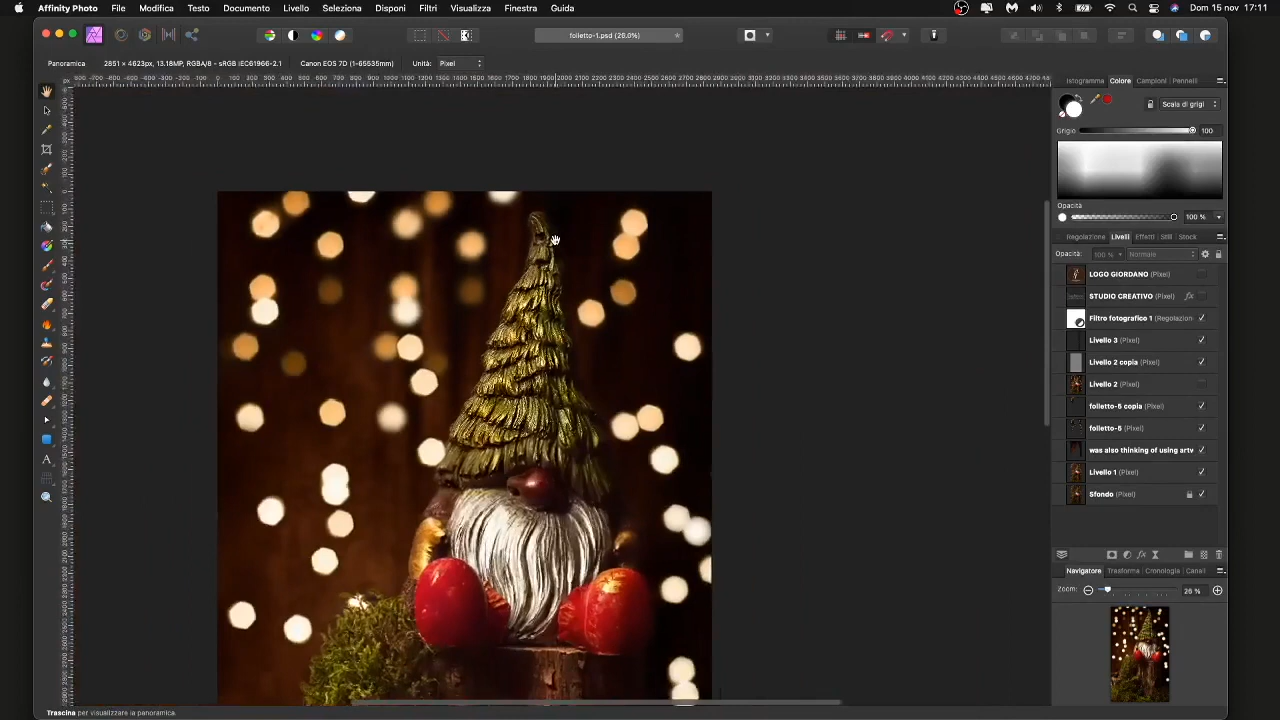 Affinity Photo File Modifica Testo Documento Livello Seleziona Disponi Filtri Visualizza Finestra Guida Dom 15 nov 17:11
folletto-1.psd (26.0%)
Panoramica 2851 × 4623px, 13.18MP, RGBA/8 - sRGB IEC61966-2.1 Canon EOS 7D (1-65535mm) Unità: Pixel
Istogramma Colore Campioni Pennelli
Scala di grigi
Grigio 100
Opacità
100 %
Regolazione Livelli Effetti Stili Stock
Opacità: 100 % Normale
LOGO GIORDANO (Pixel)
STUDIO CREATIVO (Pixel) fx
Filtro fotografico 1 (Regolazion
Livello 3 (Pixel)
Livello 2 copia (Pixel)
Livello 2 (Pixel)
folletto-5 copia (Pixel)
folletto-5 (Pixel)
was also thinking of using artw
Livello 1 (Pixel)
Sfondo (Pixel)
fx
Navigatore Trasforma Cronologia Canali
Zoom: 26 %
Trascina per visualizzare la panoramica.